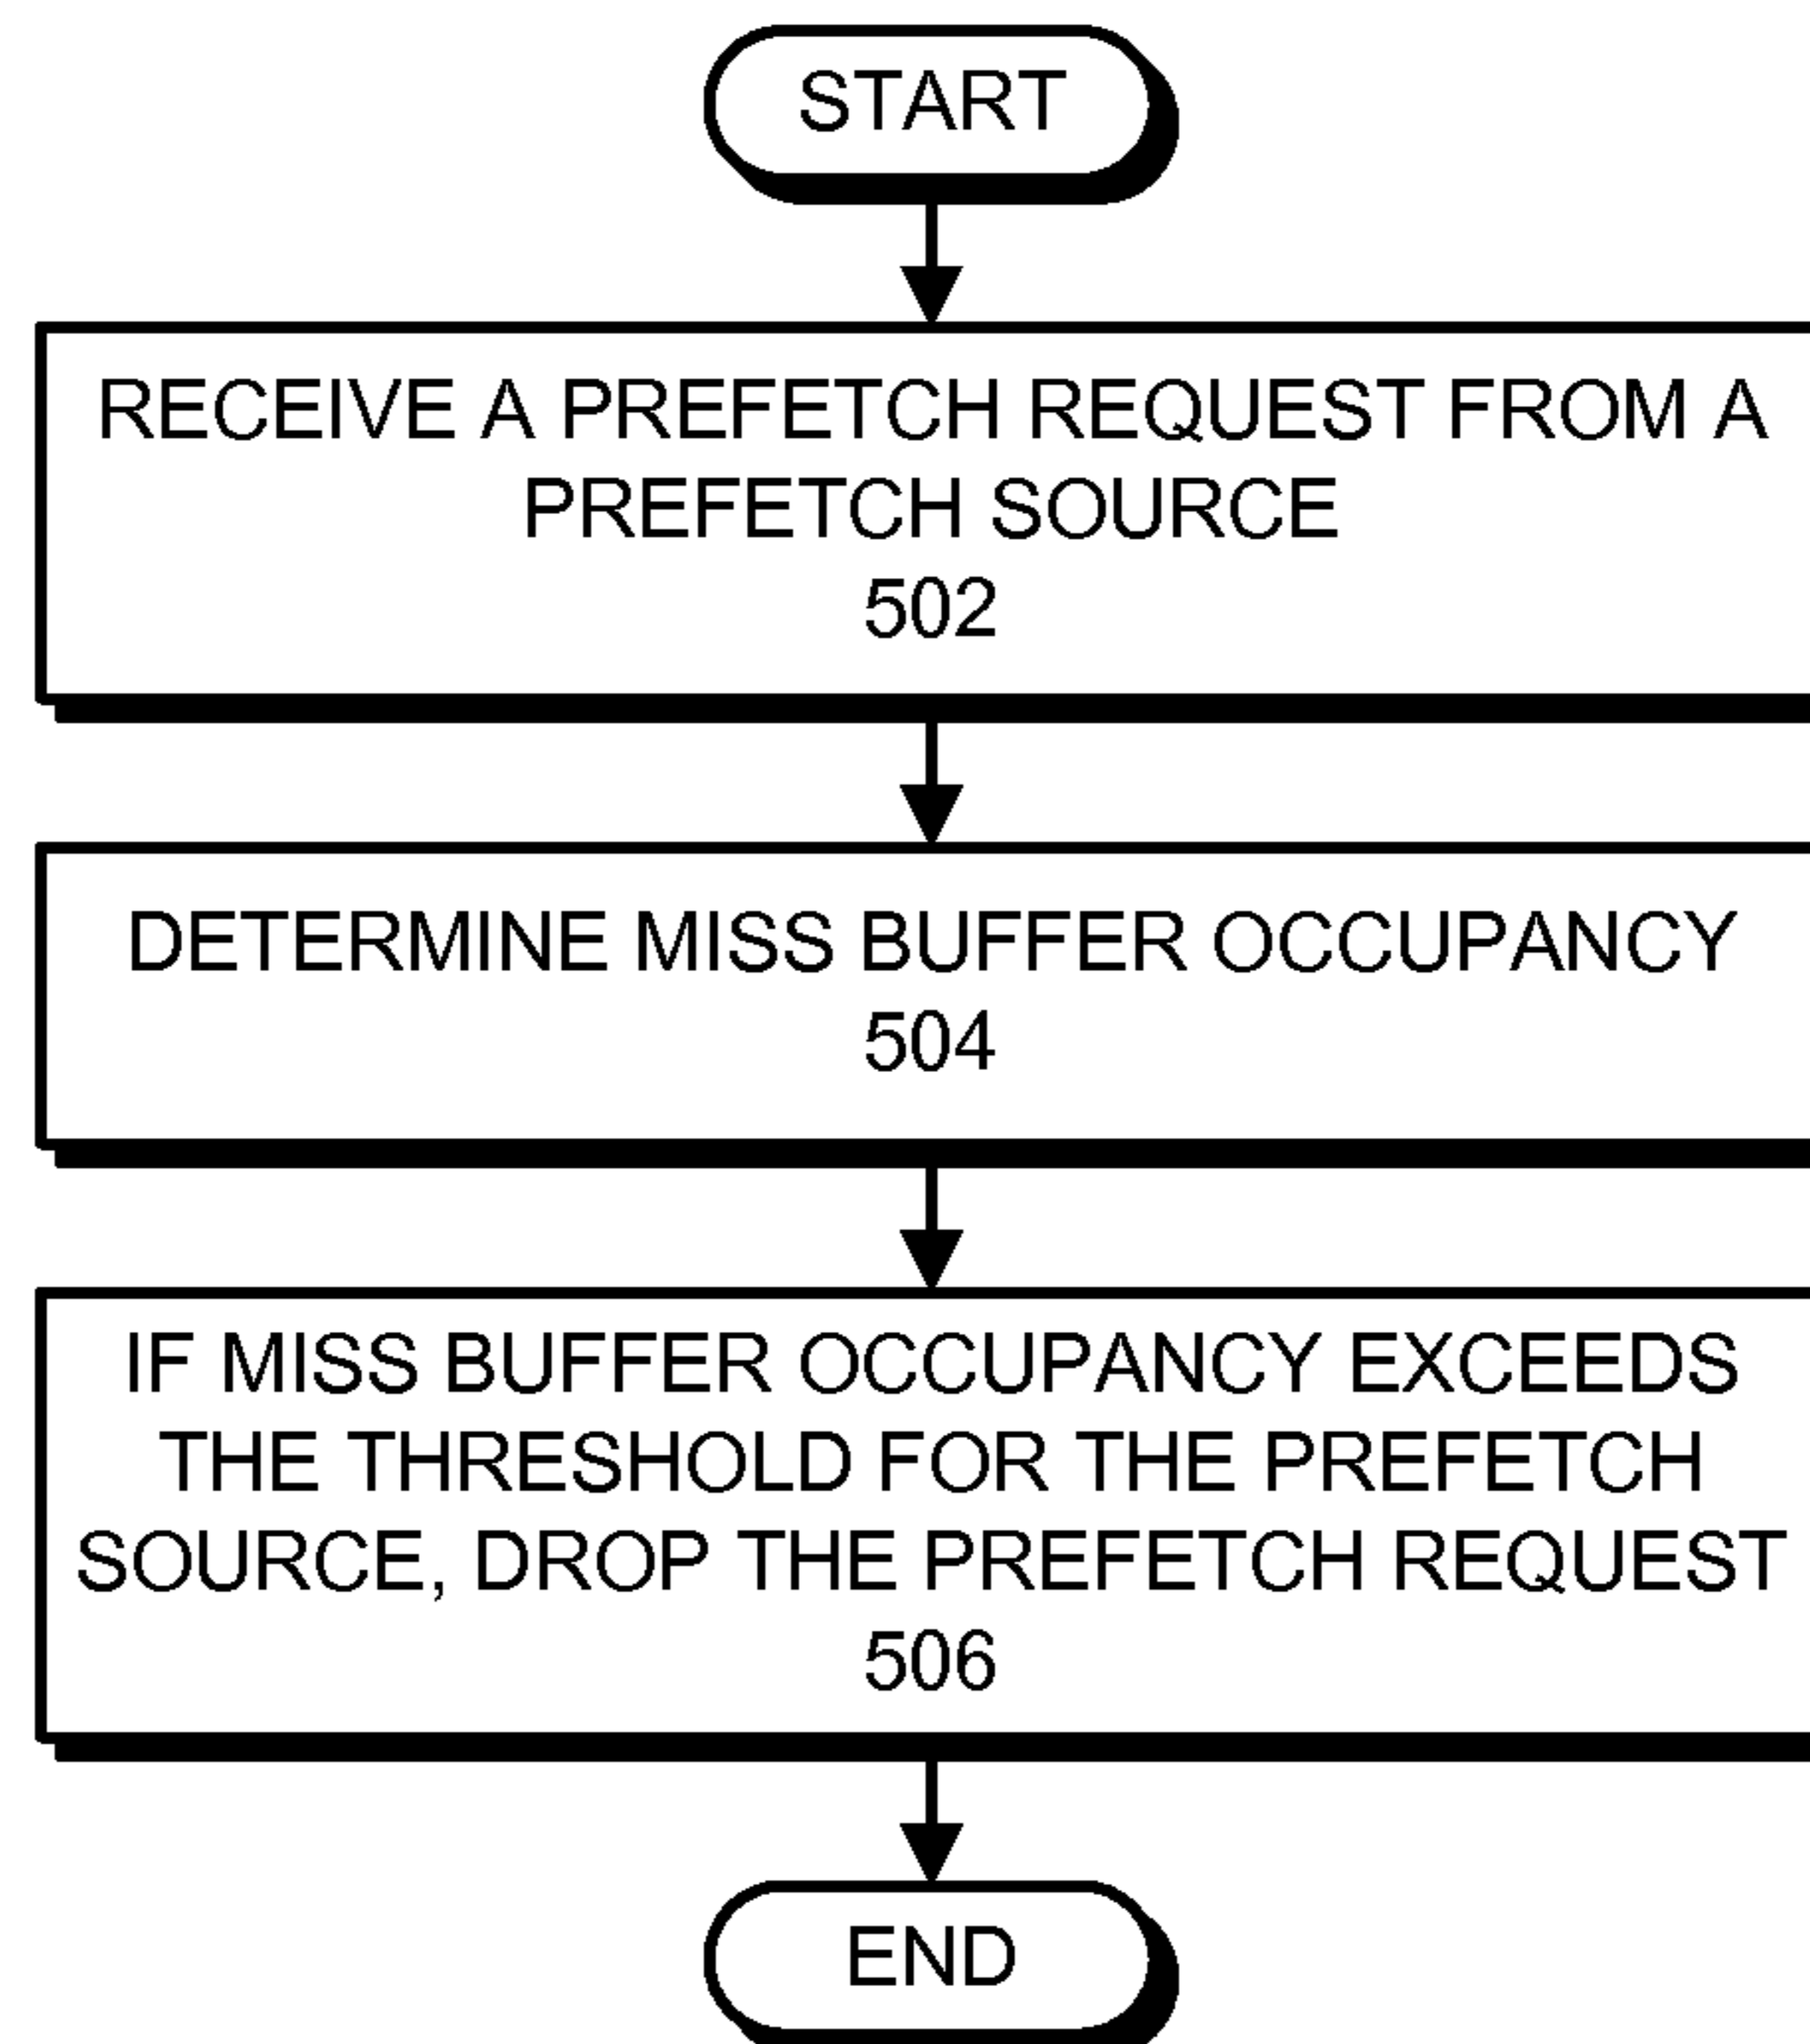 START
RECEIVE A PREFETCH REQUEST FROM A
PREFETCH SOURCE
502
DETERMINE MISS BUFFER OCCUPANCY
504
IF MISS BUFFER OCCUPANCY EXCEEDS
THE THRESHOLD FOR THE PREFETCH
SOURCE, DROP THE PREFETCH REQUEST
506
END